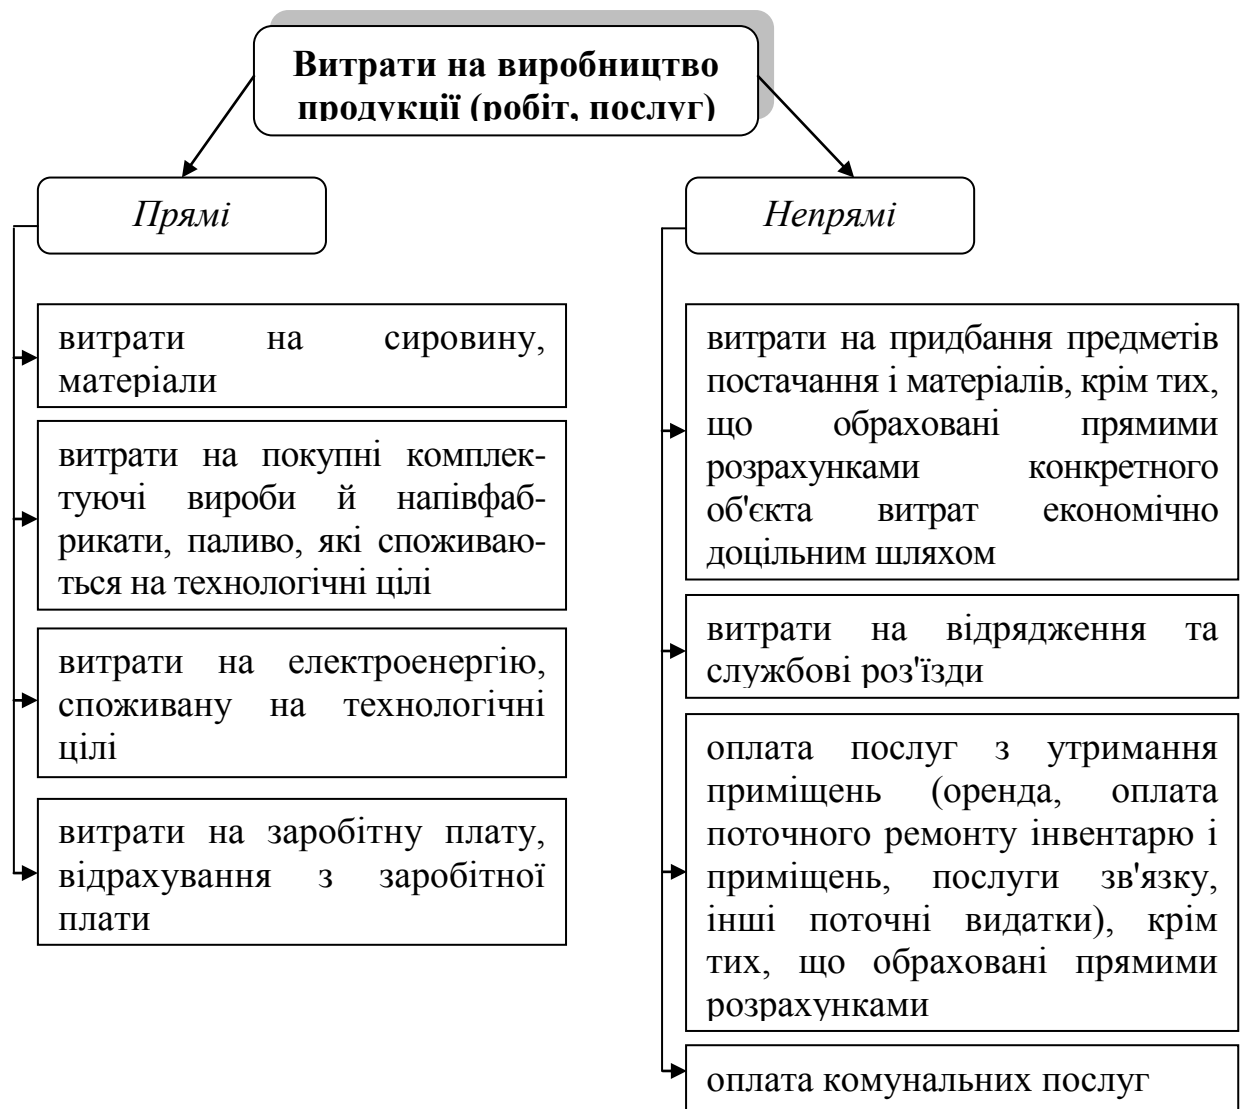 Витрати на виробництво
продукції (робіт, послуг)
Прямі
витрати на сировину,
матеріали
витрати на покупні комплек-
туючі вироби й напівфаб-
рикати, паливо, які споживаю-
ться на технологічні цілі
витрати на електроенергію,
споживану на технологічні
цілі
витрати на заробітну плату,
відрахування з заробітної
плати
Непрямі
витрати на придбання предметів
постачання і матеріалів, крім тих,
що обраховані прямими
розрахунками конкретного
об'єкта витрат економічно
доцільним шляхом
витрати на відрядження та
службові роз'їзди
оплата послуг з утримання
приміщень (оренда, оплата
поточного ремонту інвентарю і
приміщень, послуги зв'язку,
інші поточні видатки), крім
тих, що обраховані прямими
розрахунками
оплата комунальних послуг